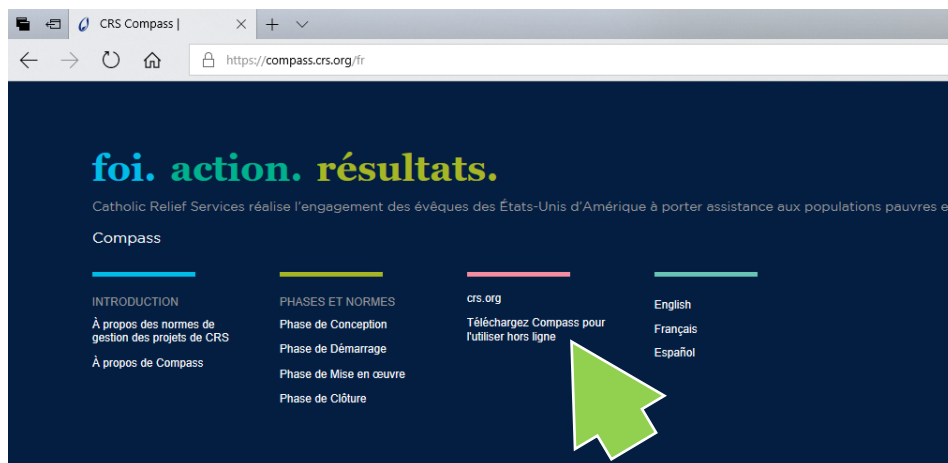 CRS Compass |
https://compass.crs.org/fr
foi. action. résultats.
Catholic Relief Services réalise l'engagement des évêques des États-Unis d'Amérique à porter assistance aux populations pauvres e
Compass
INTRODUCTION
À propos des normes de
gestion des projets de CRS
À propos de Compass
PHASES ET NORMES
Phase de Conception
Phase de Démarrage
Phase de Mise en œuvre
Phase de Clôture
crs.org
Téléchargez Compass pour
l'utiliser hors ligne
English
Français
Español